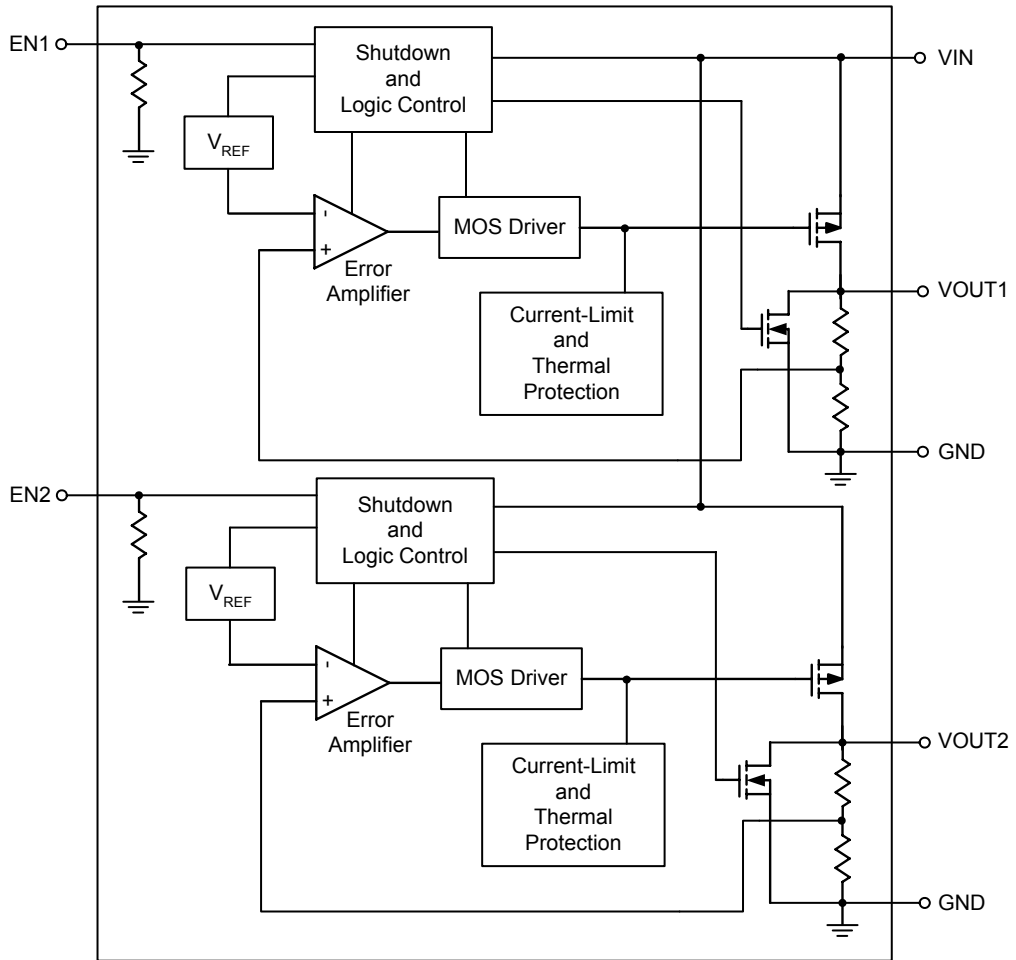 EN1
Shutdown
and
Logic Control
VIN
VREF
-
+
MOS Driver
Error
Amplifier
Current-Limit
and
Thermal
Protection
VOUT1
GND
EN2
Shutdown
and
Logic Control
VREF
-
+
MOS Driver
Error
Amplifier
Current-Limit
and
Thermal
Protection
VOUT2
GND